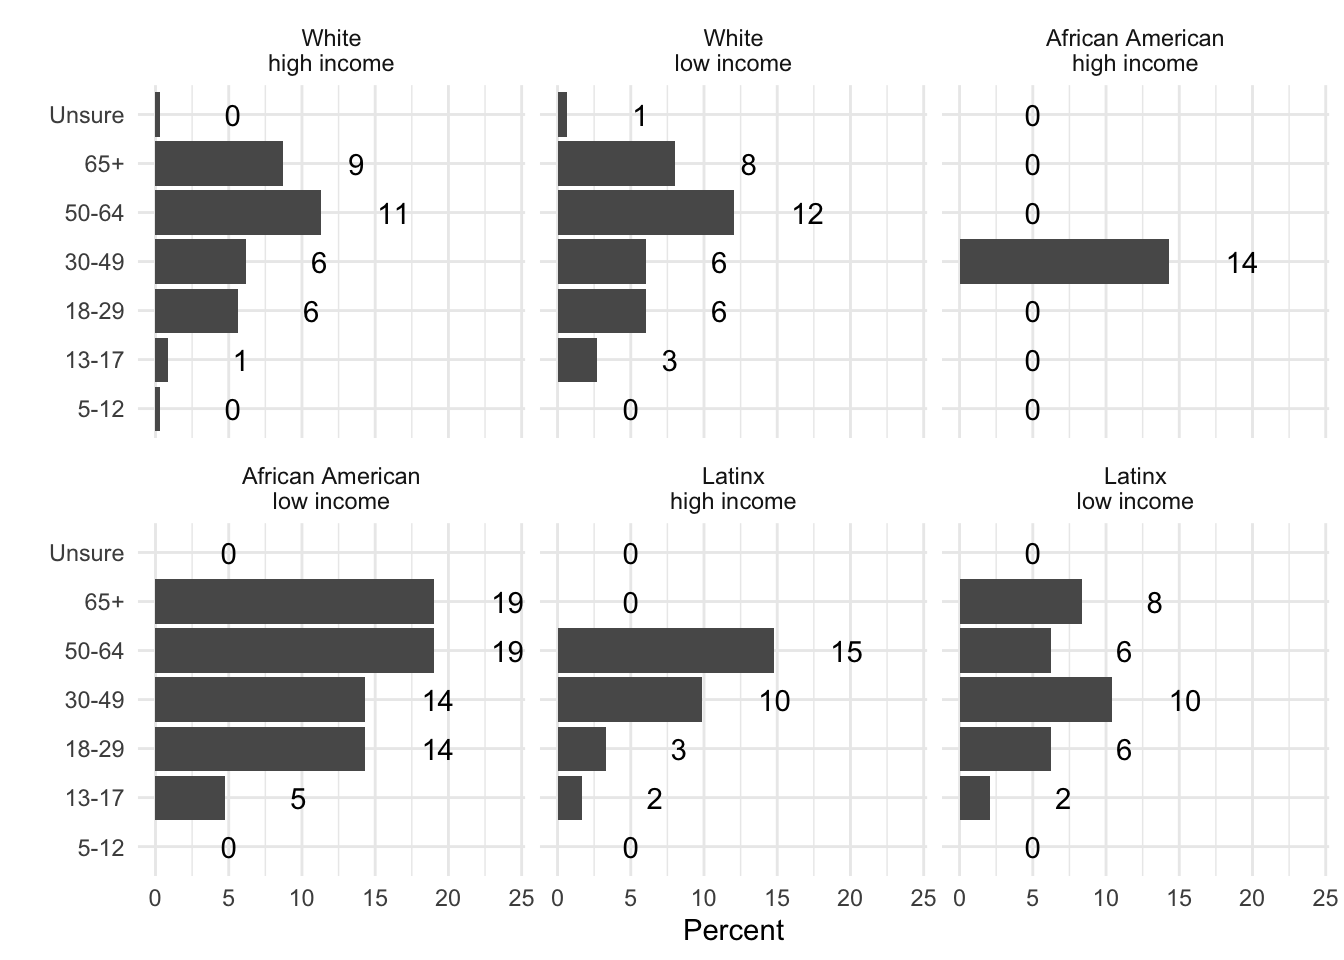 White
high income
White
low income
African American
high income
Unsure 0 1 0
65+ 9 8 0
50-64 11 12 0
30-49 6 6 14
18-29 6 6 0
13-17 1 3 0
5-12 0 0 0
African American
low income
Latinx
high income
Latinx
low income
Unsure 0 0 0
65+ 19 0 8
50-64 19 15 6
30-49 14 10 10
18-29 14 3 6
13-17 5 2 2
5-12 0 0 0
0 5 10 15 20 25 0 5 10 15 20 25 0 5 10 15 20 25
Percent